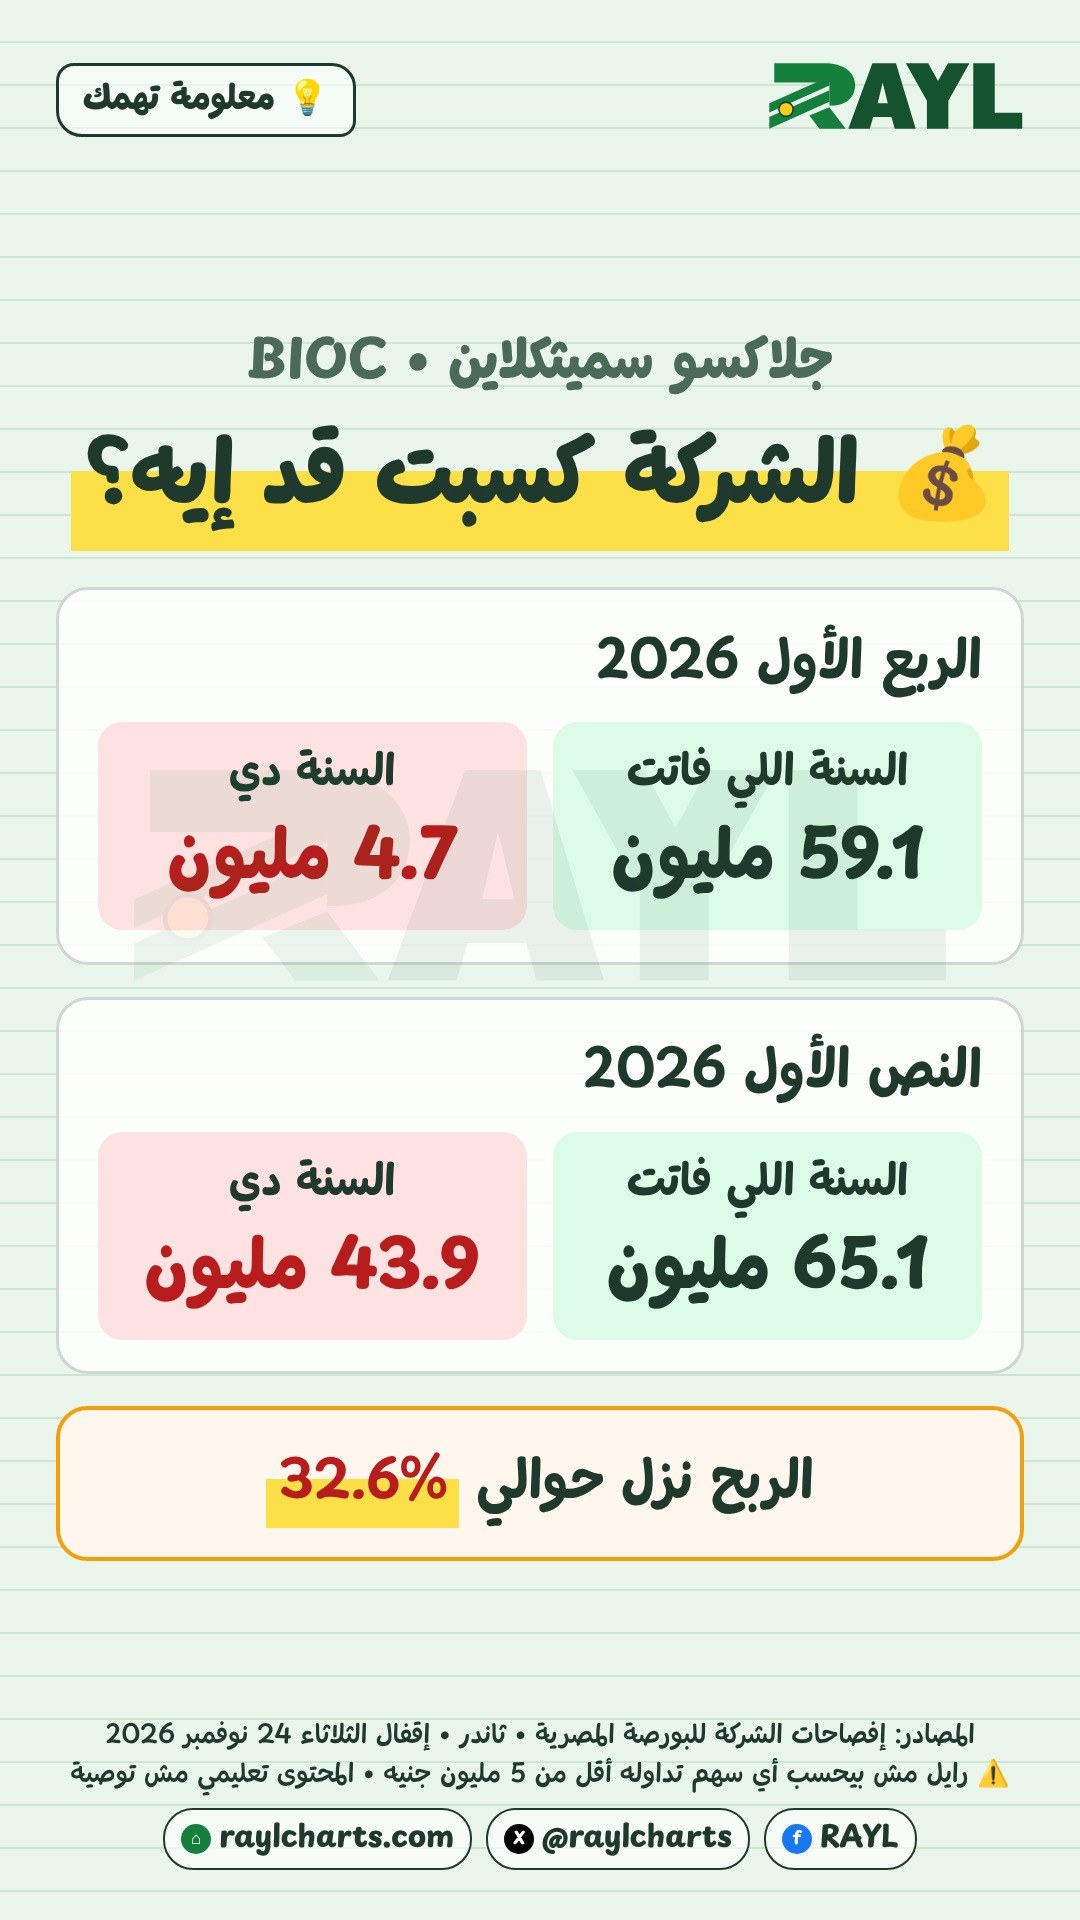 RAYL
💡 معلومة تهمك
جلاكسو سميثكلاين • BIOC
💰 الشركة كسبت قد إيه؟
الربع الأول 2026
السنة اللي فاتت
59.1 مليون
السنة دي
4.7 مليون
النص الأول 2026
السنة اللي فاتت
65.1 مليون
السنة دي
43.9 مليون
الربح نزل حوالي 32.6%
المصادر: إفصاحات الشركة للبورصة المصرية • ثاندر • إقفال الثلاثاء 24 نوفمبر 2026
⚠️ رايل مش بيحسب أي سهم تداوله أقل من 5 مليون جنيه • المحتوى تعليمي مش توصية
RAYL
@raylcharts
raylcharts.com